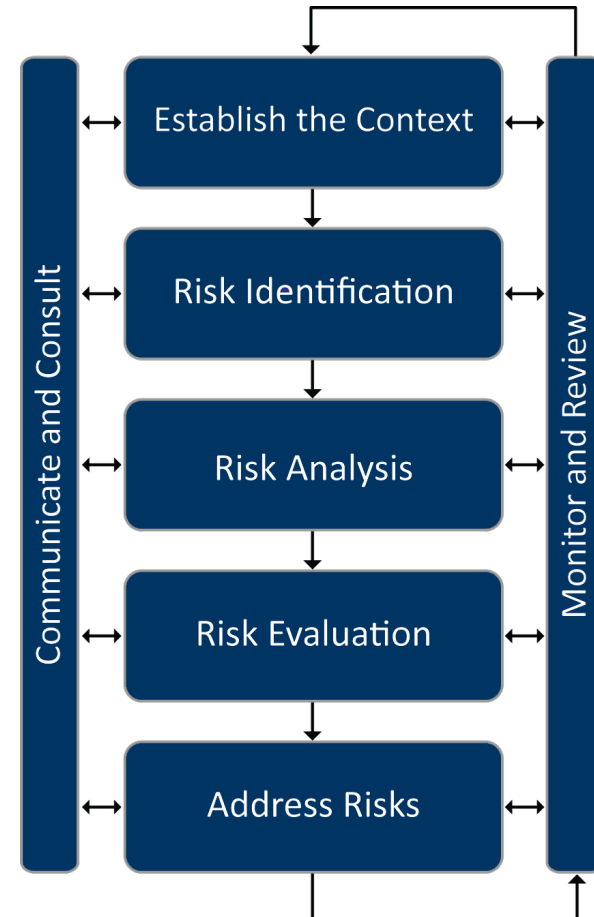 Communicate and Consult
Establish the Context
Risk Identification
Risk Analysis
Risk Evaluation
Address Risks
Monitor and Review